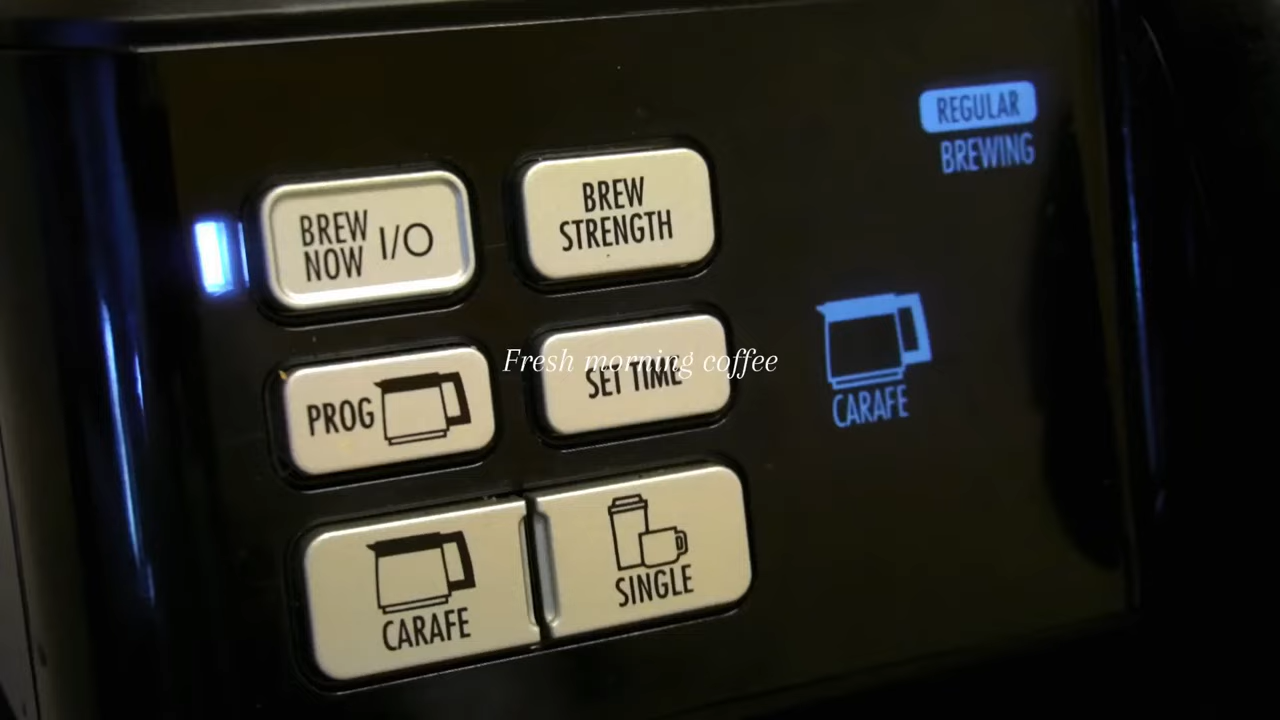 REGULAR
BREWING
BREW
NOW I/O
BREW
STRENGTH
Fresh morning coffee
PROG
SET TIME
CARAFE
CARAFE
SINGLE